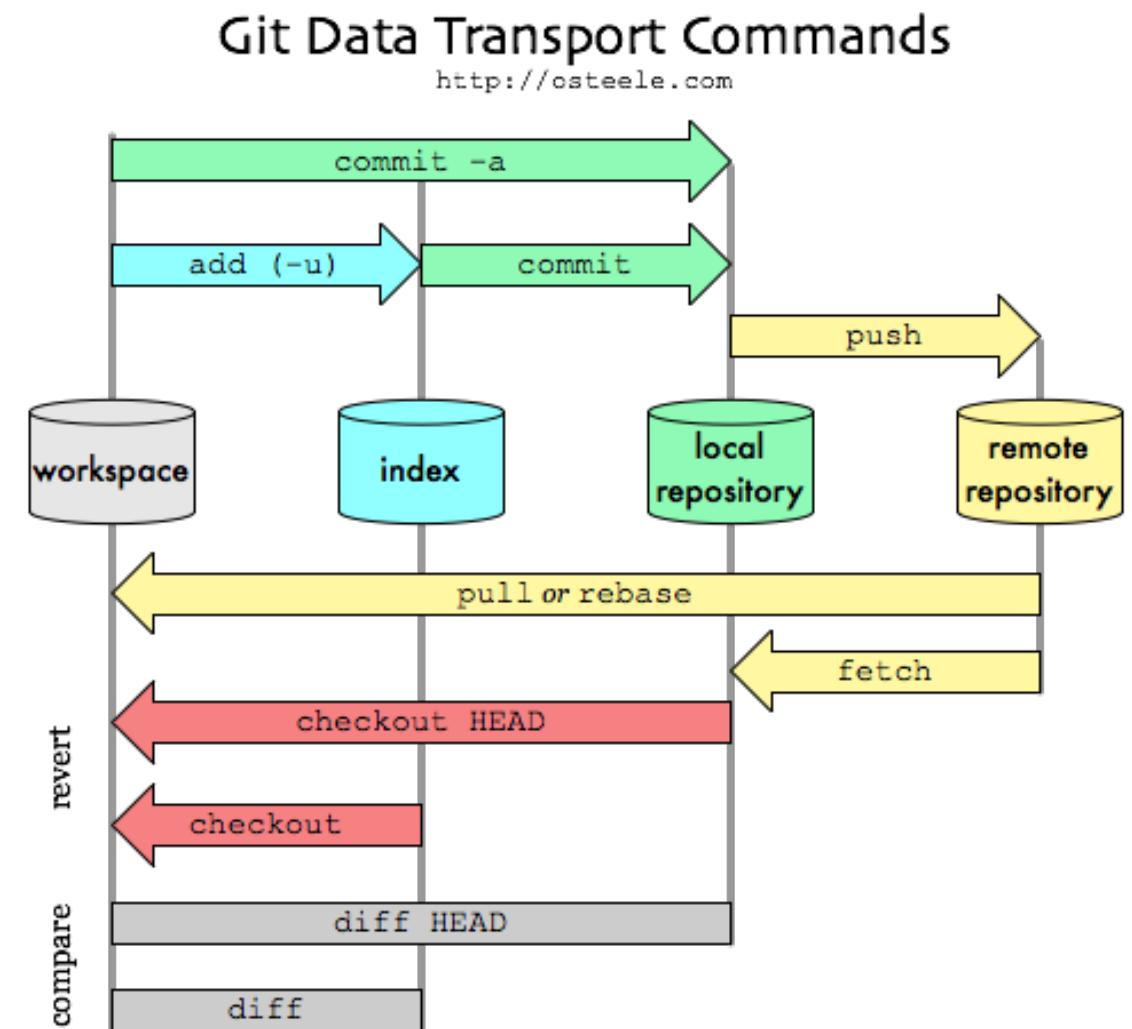 Git Data Transport Commands
http://osteele.com
commit -a
add (-u)
commit
push
workspace
index
local
repository
remote
repository
pull or rebase
fetch
revert
checkout HEAD
checkout
compare
diff HEAD
diff